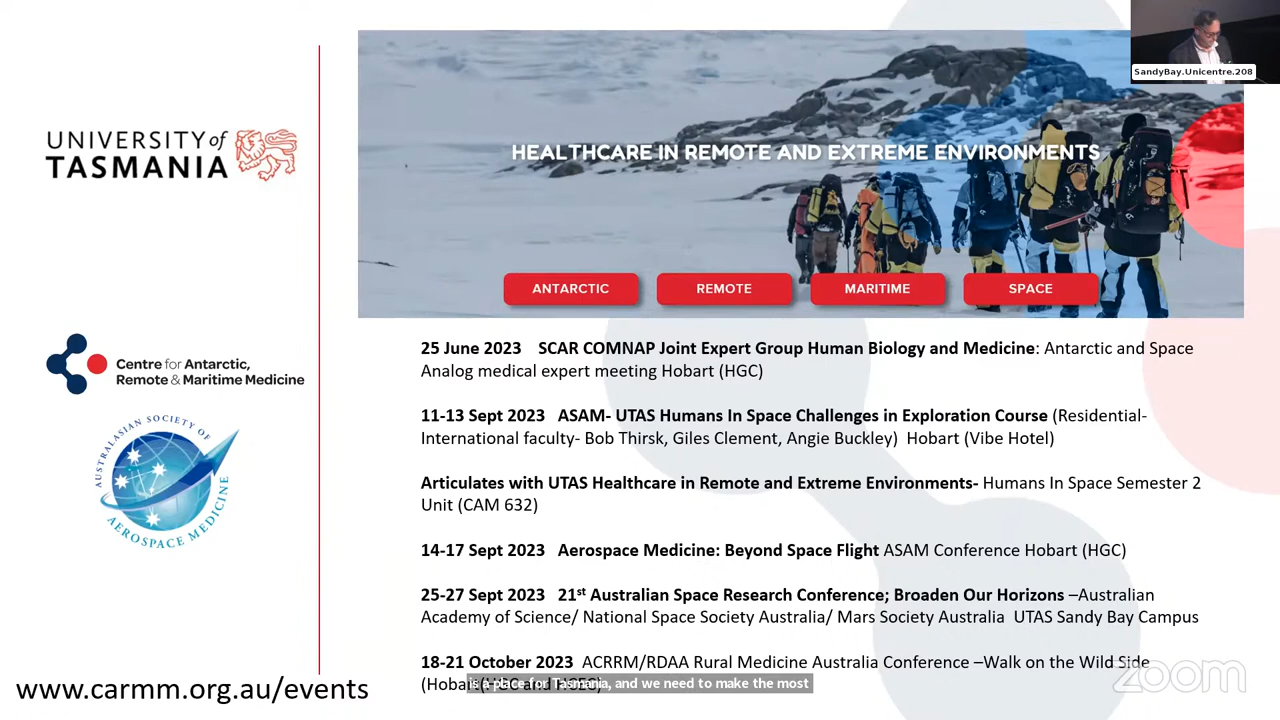 SandyBay.Unicentre.208
UNIVERSITY of
TASMANIA
HEALTHCARE IN REMOTE AND EXTREME ENVIRONMENTS
ANTARCTIC
REMOTE
MARITIME
SPACE
Centre for Antarctic,
Remote & Maritime Medicine
AUSTRALASIAN SOCIETY OF
AEROSPACE MEDICINE
25 June 2023 SCAR COMNAP Joint Expert Group Human Biology and Medicine: Antarctic and Space
Analog medical expert meeting Hobart (HGC)
11-13 Sept 2023 ASAM- UTAS Humans In Space Challenges in Exploration Course (Residential-
International faculty- Bob Thirsk, Giles Clement, Angie Buckley) Hobart (Vibe Hotel)
Articulates with UTAS Healthcare in Remote and Extreme Environments- Humans In Space Semester 2
Unit (CAM 632)
14-17 Sept 2023 Aerospace Medicine: Beyond Space Flight ASAM Conference Hobart (HGC)
25-27 Sept 2023 21st Australian Space Research Conference; Broaden Our Horizons –Australian
Academy of Science/ National Space Society Australia/ Mars Society Australia UTAS Sandy Bay Campus
18-21 October 2023 ACRRM/RDAA Rural Medicine Australia Conference –Walk on the Wild Side
is a place for Tasmania, and we need to make the most
www.carmm.org.au/events
zoom